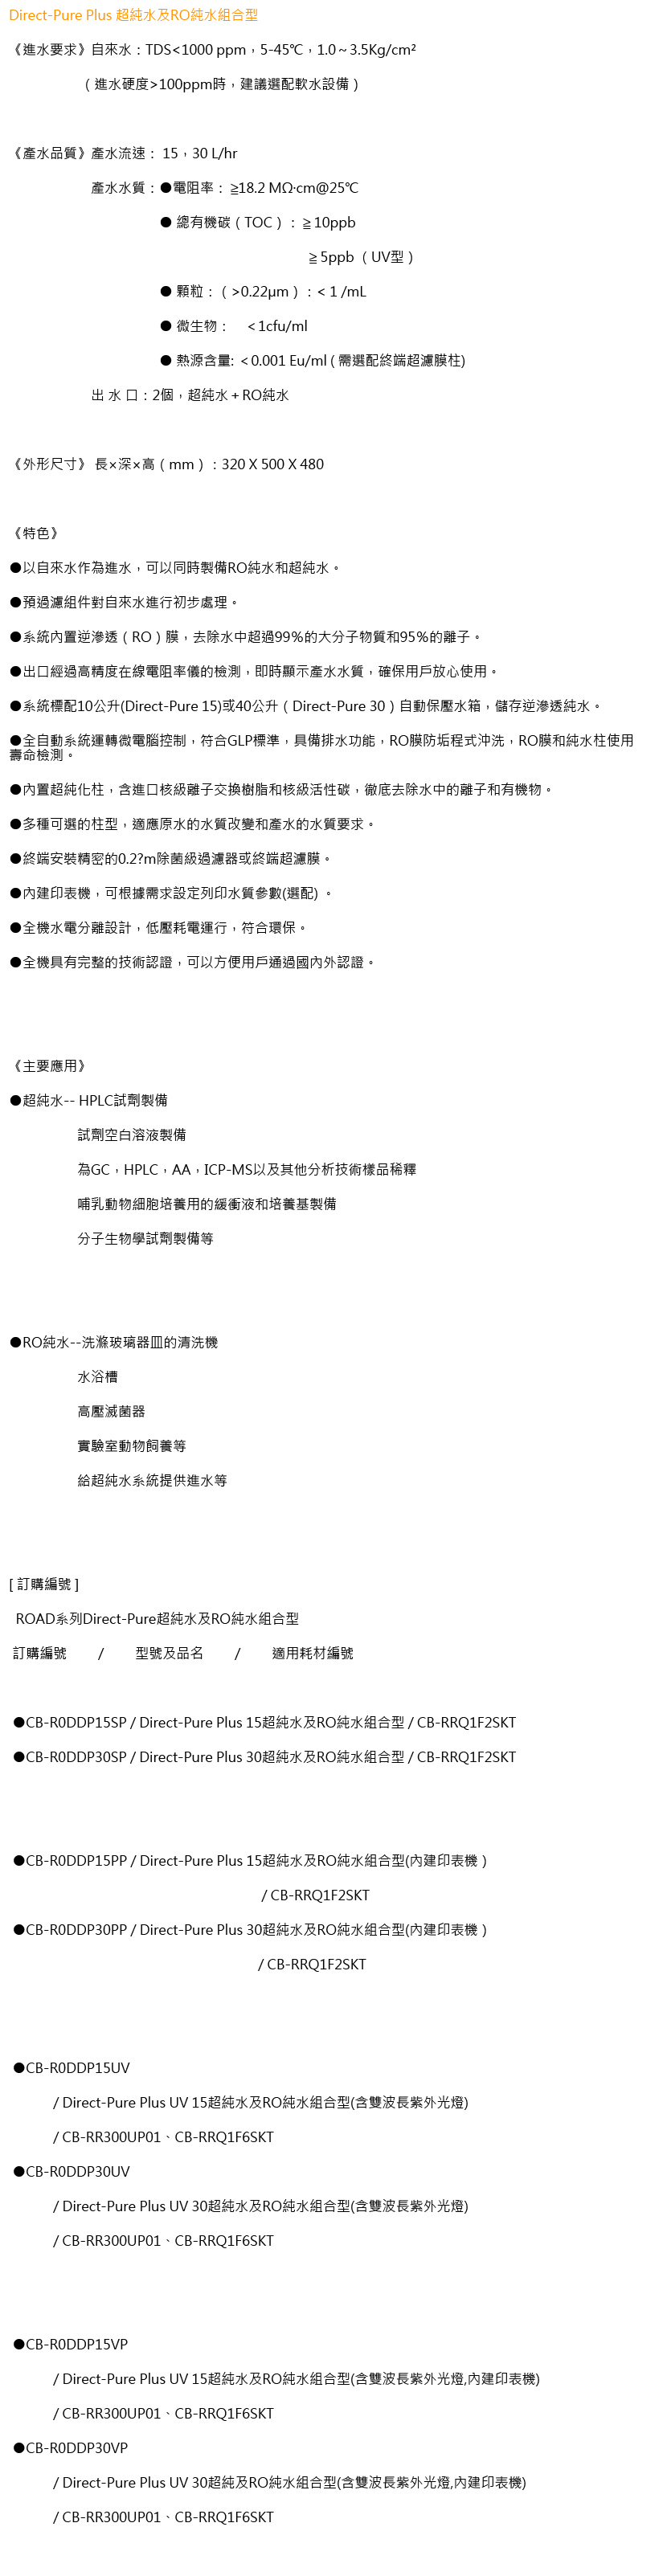 Direct-Pure Plus 超純水及RO純水組合型
《進水要求》自來水：TDS<1000 ppm，5-45℃，1.0～3.5Kg/cm²
（進水硬度>100ppm時，建議選配軟水設備）
《產水品質》產水流速： 15，30 L/hr
產水水質：●電阻率： ≧18.2 MΩ·cm@25℃
● 總有機碳（TOC）：≧10ppb
≧5ppb （UV型）
● 顆粒：（ >0.22μm ）：< 1 /mL
● 微生物： ＜1cfu/ml
● 熱源含量: ＜0.001 Eu/ml ( 需選配終端超濾膜柱)
出 水 口：2個，超純水＋RO純水
《外形尺寸》 長×深×高（mm）：320 X 500 X 480
《特色》
●以自來水作為進水，可以同時製備RO純水和超純水。
●預過濾組件對自來水進行初步處理。
●系統內置逆滲透（RO）膜，去除水中超過99%的大分子物質和95%的離子。
●出口經過高精度在線電阻率儀的檢測，即時顯示產水水質，確保用戶放心使用。
●系統標配10公升(Direct-Pure 15)或40公升（Direct-Pure 30）自動保壓水箱，儲存逆滲透純水。
●全自動系統運轉微電腦控制，符合GLP標準，具備排水功能，RO膜防垢程式沖洗，RO膜和純水柱使用
壽命檢測。
●內置超純化柱，含進口核級離子交換樹脂和核級活性碳，徹底去除水中的離子和有機物。
●多種可選的柱型，適應原水的水質改變和產水的水質要求。
●終端安裝精密的0.2?m除菌級過濾器或終端超濾膜。
●內建印表機，可根據需求設定列印水質參數(選配) 。
●全機水電分離設計，低壓耗電運行，符合環保。
●全機具有完整的技術認證，可以方便用戶通過國內外認證。
《主要應用》
●超純水-- HPLC試劑製備
試劑空白溶液製備
為GC，HPLC，AA，ICP-MS以及其他分析技術樣品稀釋
哺乳動物細胞培養用的緩衝液和培養基製備
分子生物學試劑製備等
●RO純水--洗滌玻璃器皿的清洗機
水浴槽
高壓滅菌器
實驗室動物飼養等
給超純水系統提供進水等
[ 訂購編號 ]
ROAD系列Direct-Pure超純水及RO純水組合型
訂購編號 / 型號及品名 / 適用耗材編號
●CB-R0DDP15SP / Direct-Pure Plus 15超純水及RO純水組合型 / CB-RRQ1F2SKT
●CB-R0DDP30SP / Direct-Pure Plus 30超純水及RO純水組合型 / CB-RRQ1F2SKT
●CB-R0DDP15PP / Direct-Pure Plus 15超純水及RO純水組合型(內建印表機 )
/ CB-RRQ1F2SKT
●CB-R0DDP30PP / Direct-Pure Plus 30超純水及RO純水組合型(內建印表機 )
/ CB-RRQ1F2SKT
●CB-R0DDP15UV
/ Direct-Pure Plus UV 15超純水及RO純水組合型(含雙波長紫外光燈)
/ CB-RR300UP01、CB-RRQ1F6SKT
●CB-R0DDP30UV
/ Direct-Pure Plus UV 30超純水及RO純水組合型(含雙波長紫外光燈)
/ CB-RR300UP01、CB-RRQ1F6SKT
●CB-R0DDP15VP
/ Direct-Pure Plus UV 15超純水及RO純水組合型(含雙波長紫外光燈,內建印表機)
/ CB-RR300UP01、CB-RRQ1F6SKT
●CB-R0DDP30VP
/ Direct-Pure Plus UV 30超純及RO純水組合型(含雙波長紫外光燈,內建印表機)
/ CB-RR300UP01、CB-RRQ1F6SKT